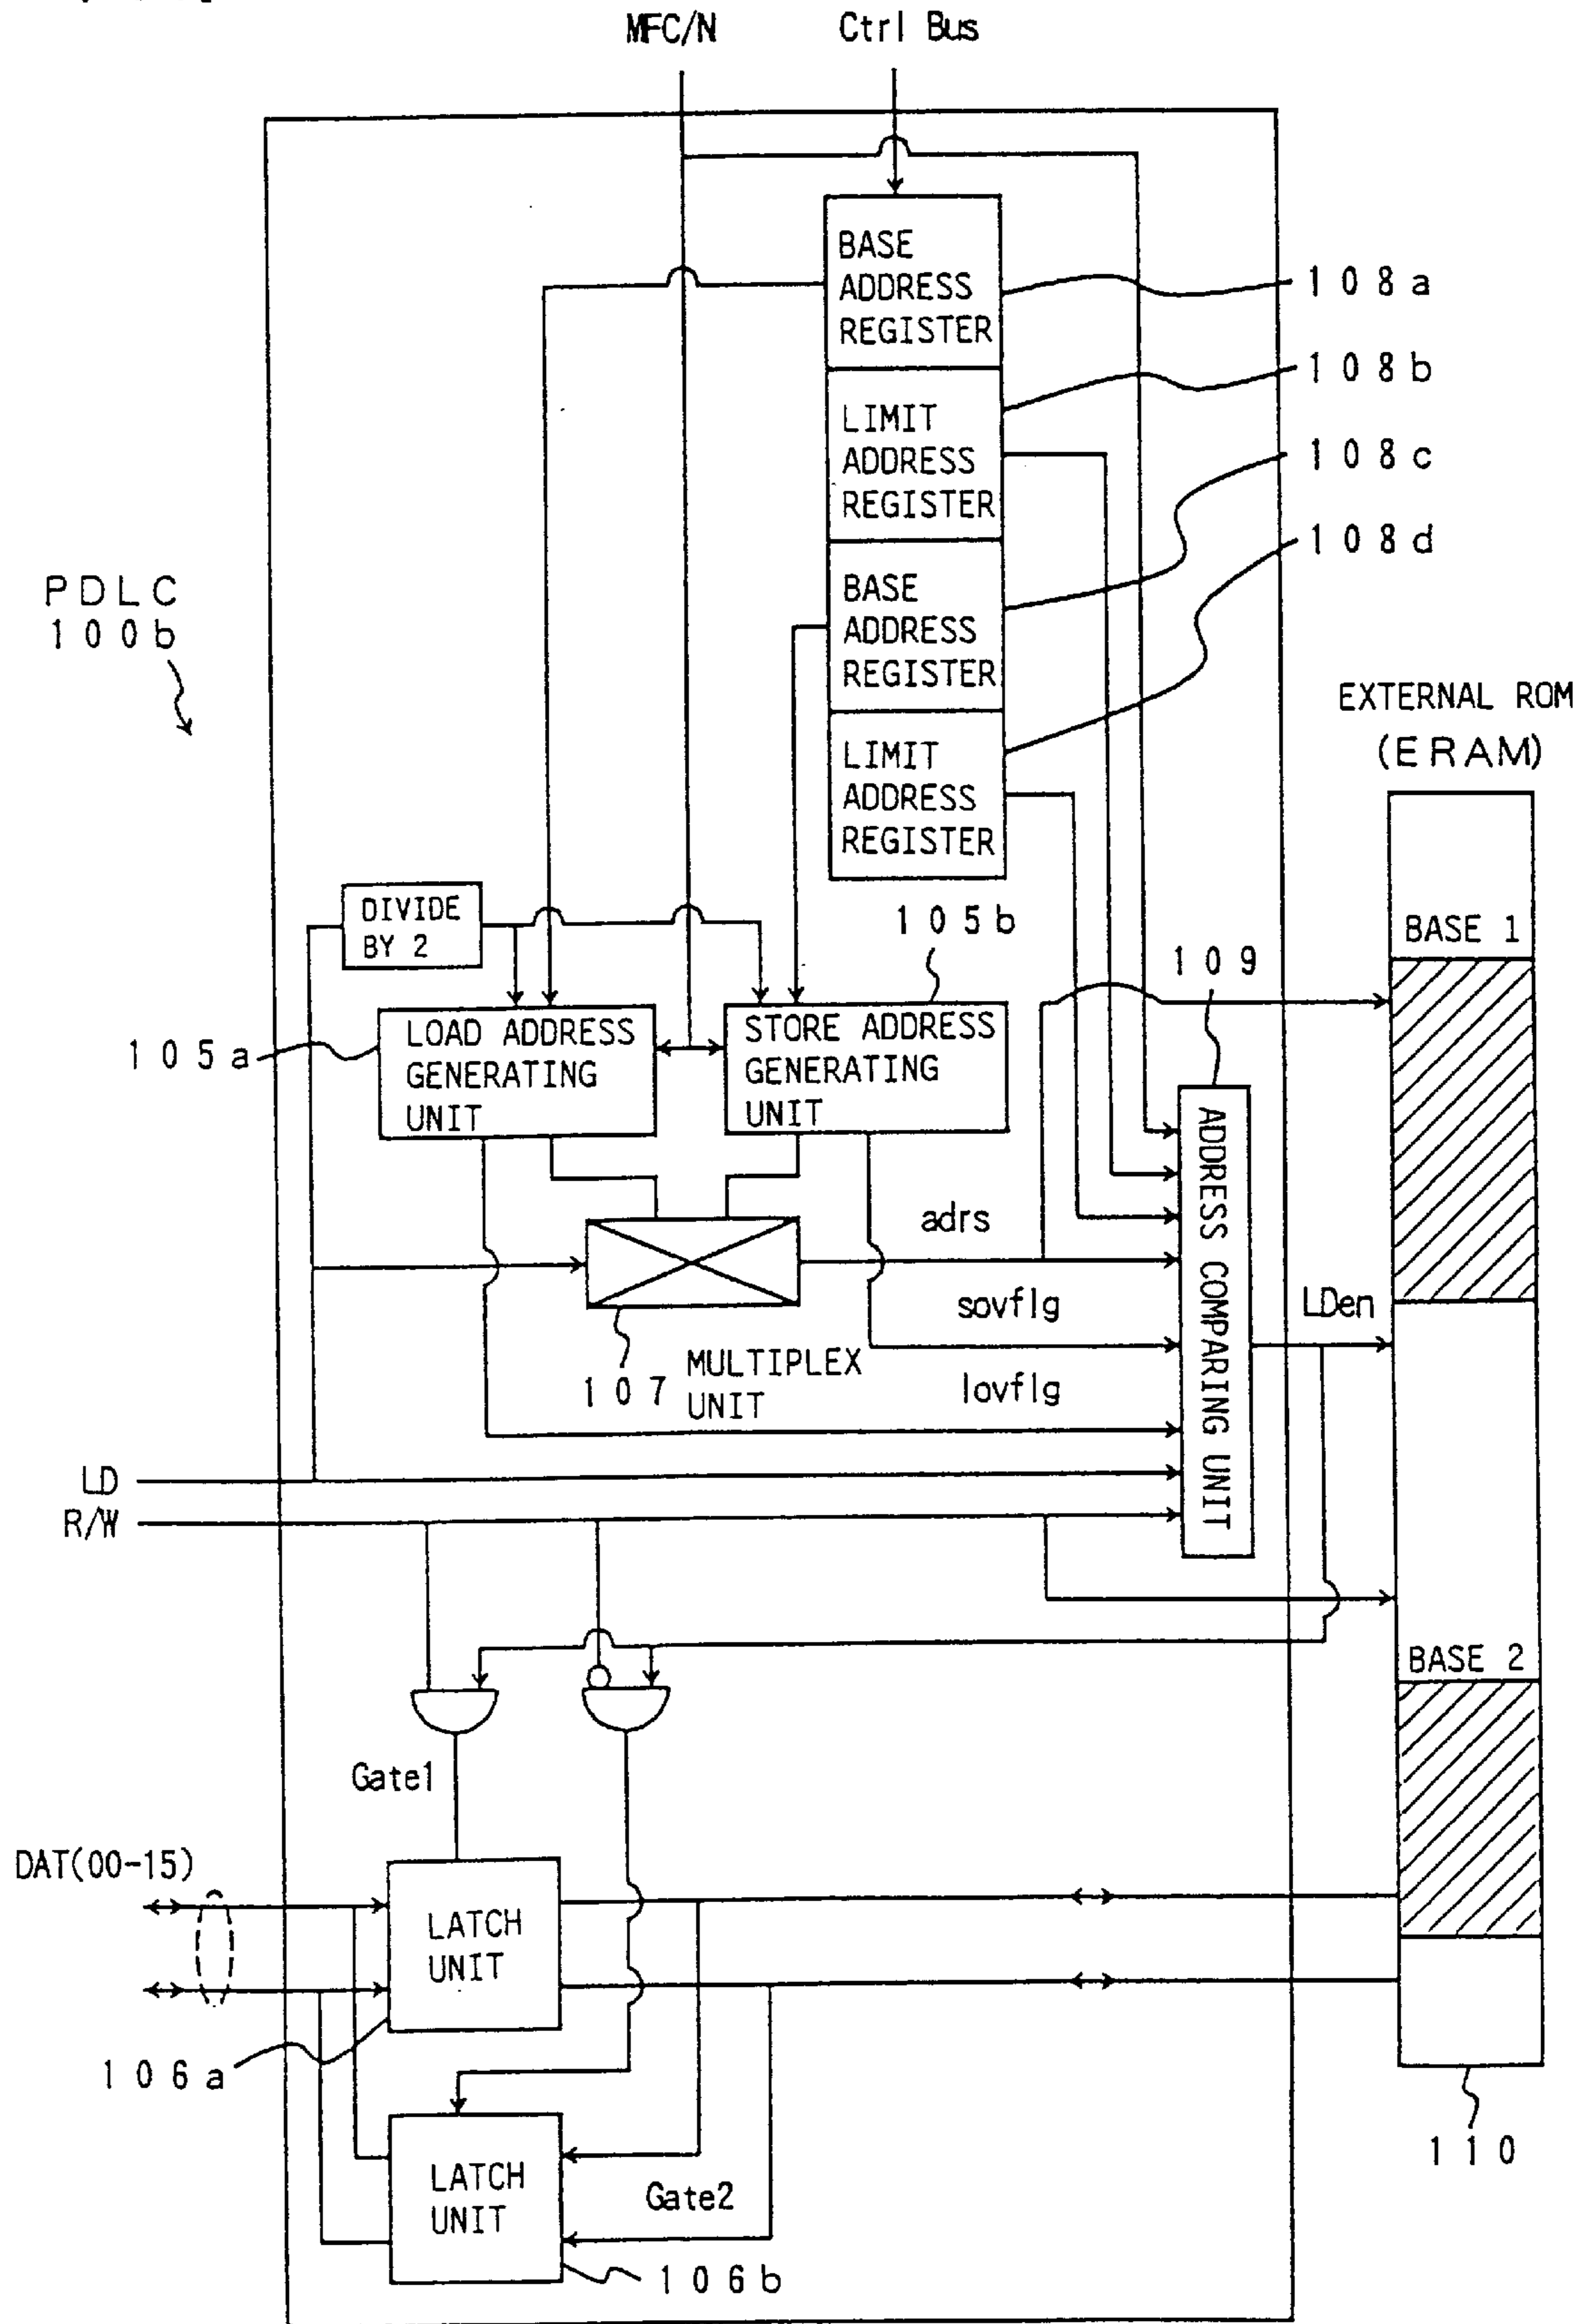 MFC/N
Ctrl Bus
BASE
ADDRESS
REGISTER
108a
108b
LIMIT
ADDRESS
REGISTER
108c
108d
BASE
ADDRESS
REGISTER
PDLC
100b
LIMIT
ADDRESS
REGISTER
EXTERNAL ROM
(ERAM)
DIVIDE
BY 2
105b
109
BASE 1
105a
LOAD ADDRESS
GENERATING
UNIT
STORE ADDRESS
GENERATING
UNIT
ADDRESS COMPARING UNIT
adrs
sovflg
LDen
107
MULTIPLEX
UNIT
lovflg
LD
R/W
BASE 2
Gate1
DAT(00-15)
LATCH
UNIT
106a
110
LATCH
UNIT
Gate2
106b